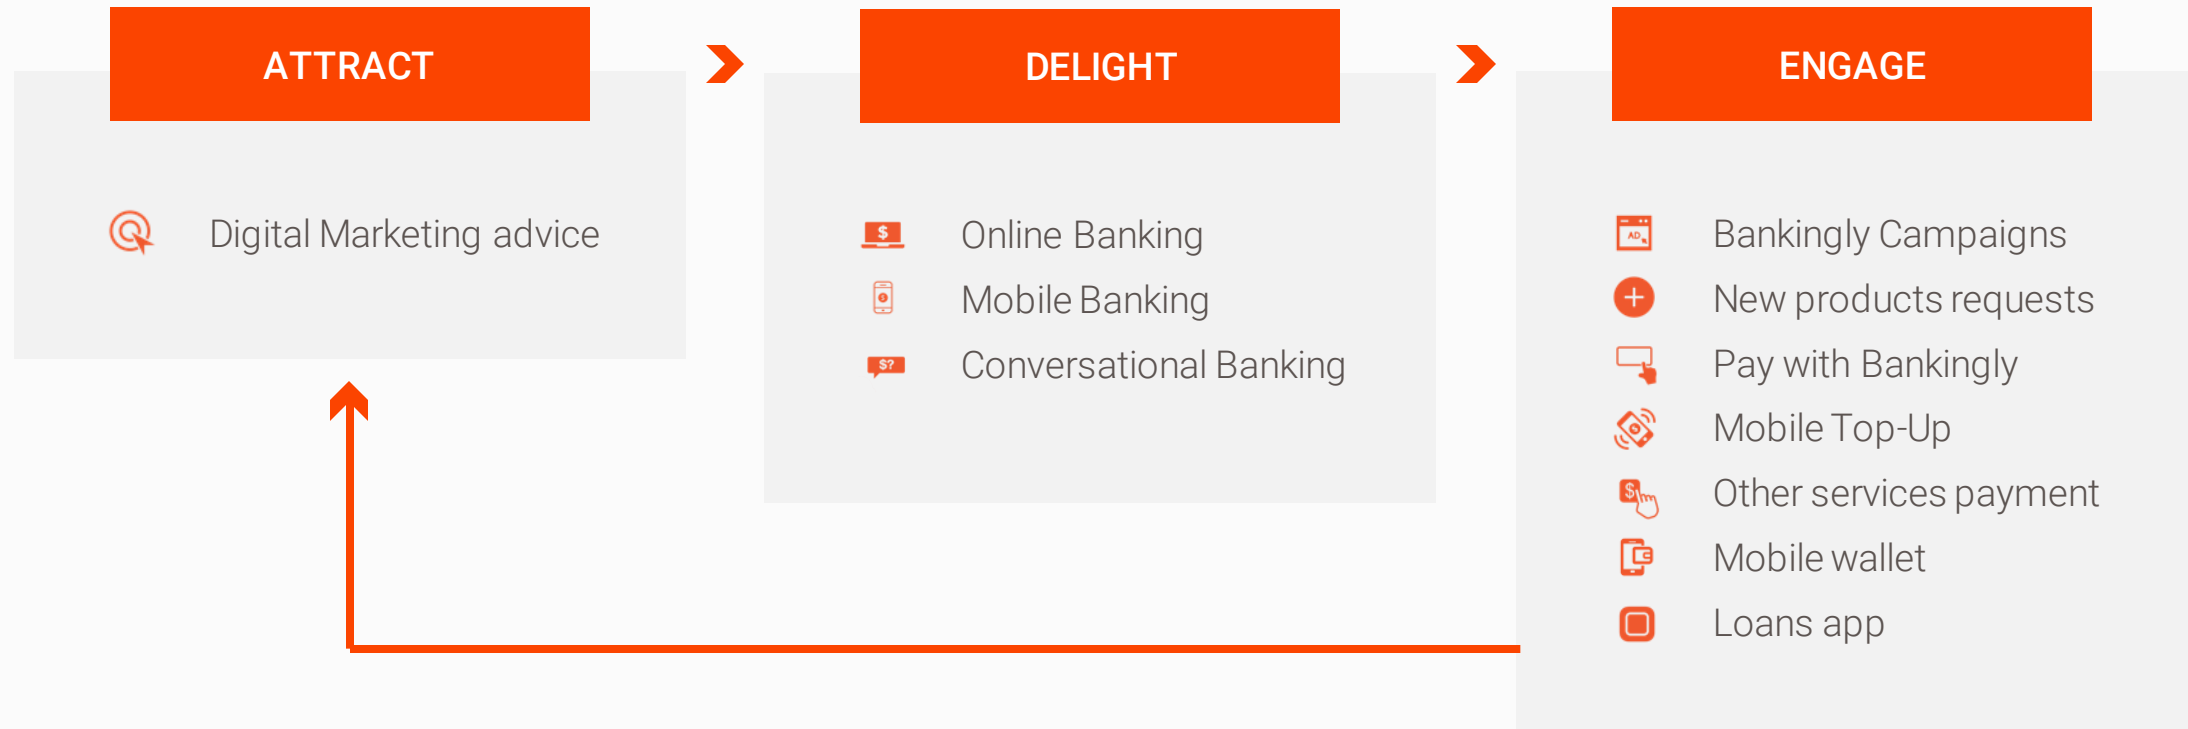 ATTRACT
Digital Marketing advice
DELIGHT
$ Online Banking
Mobile Banking
$? Conversational Banking
ENGAGE
AD Bankingly Campaigns
New products requests
Pay with Bankingly
Mobile Top-Up
$ Other services payment
Mobile wallet
Loans app